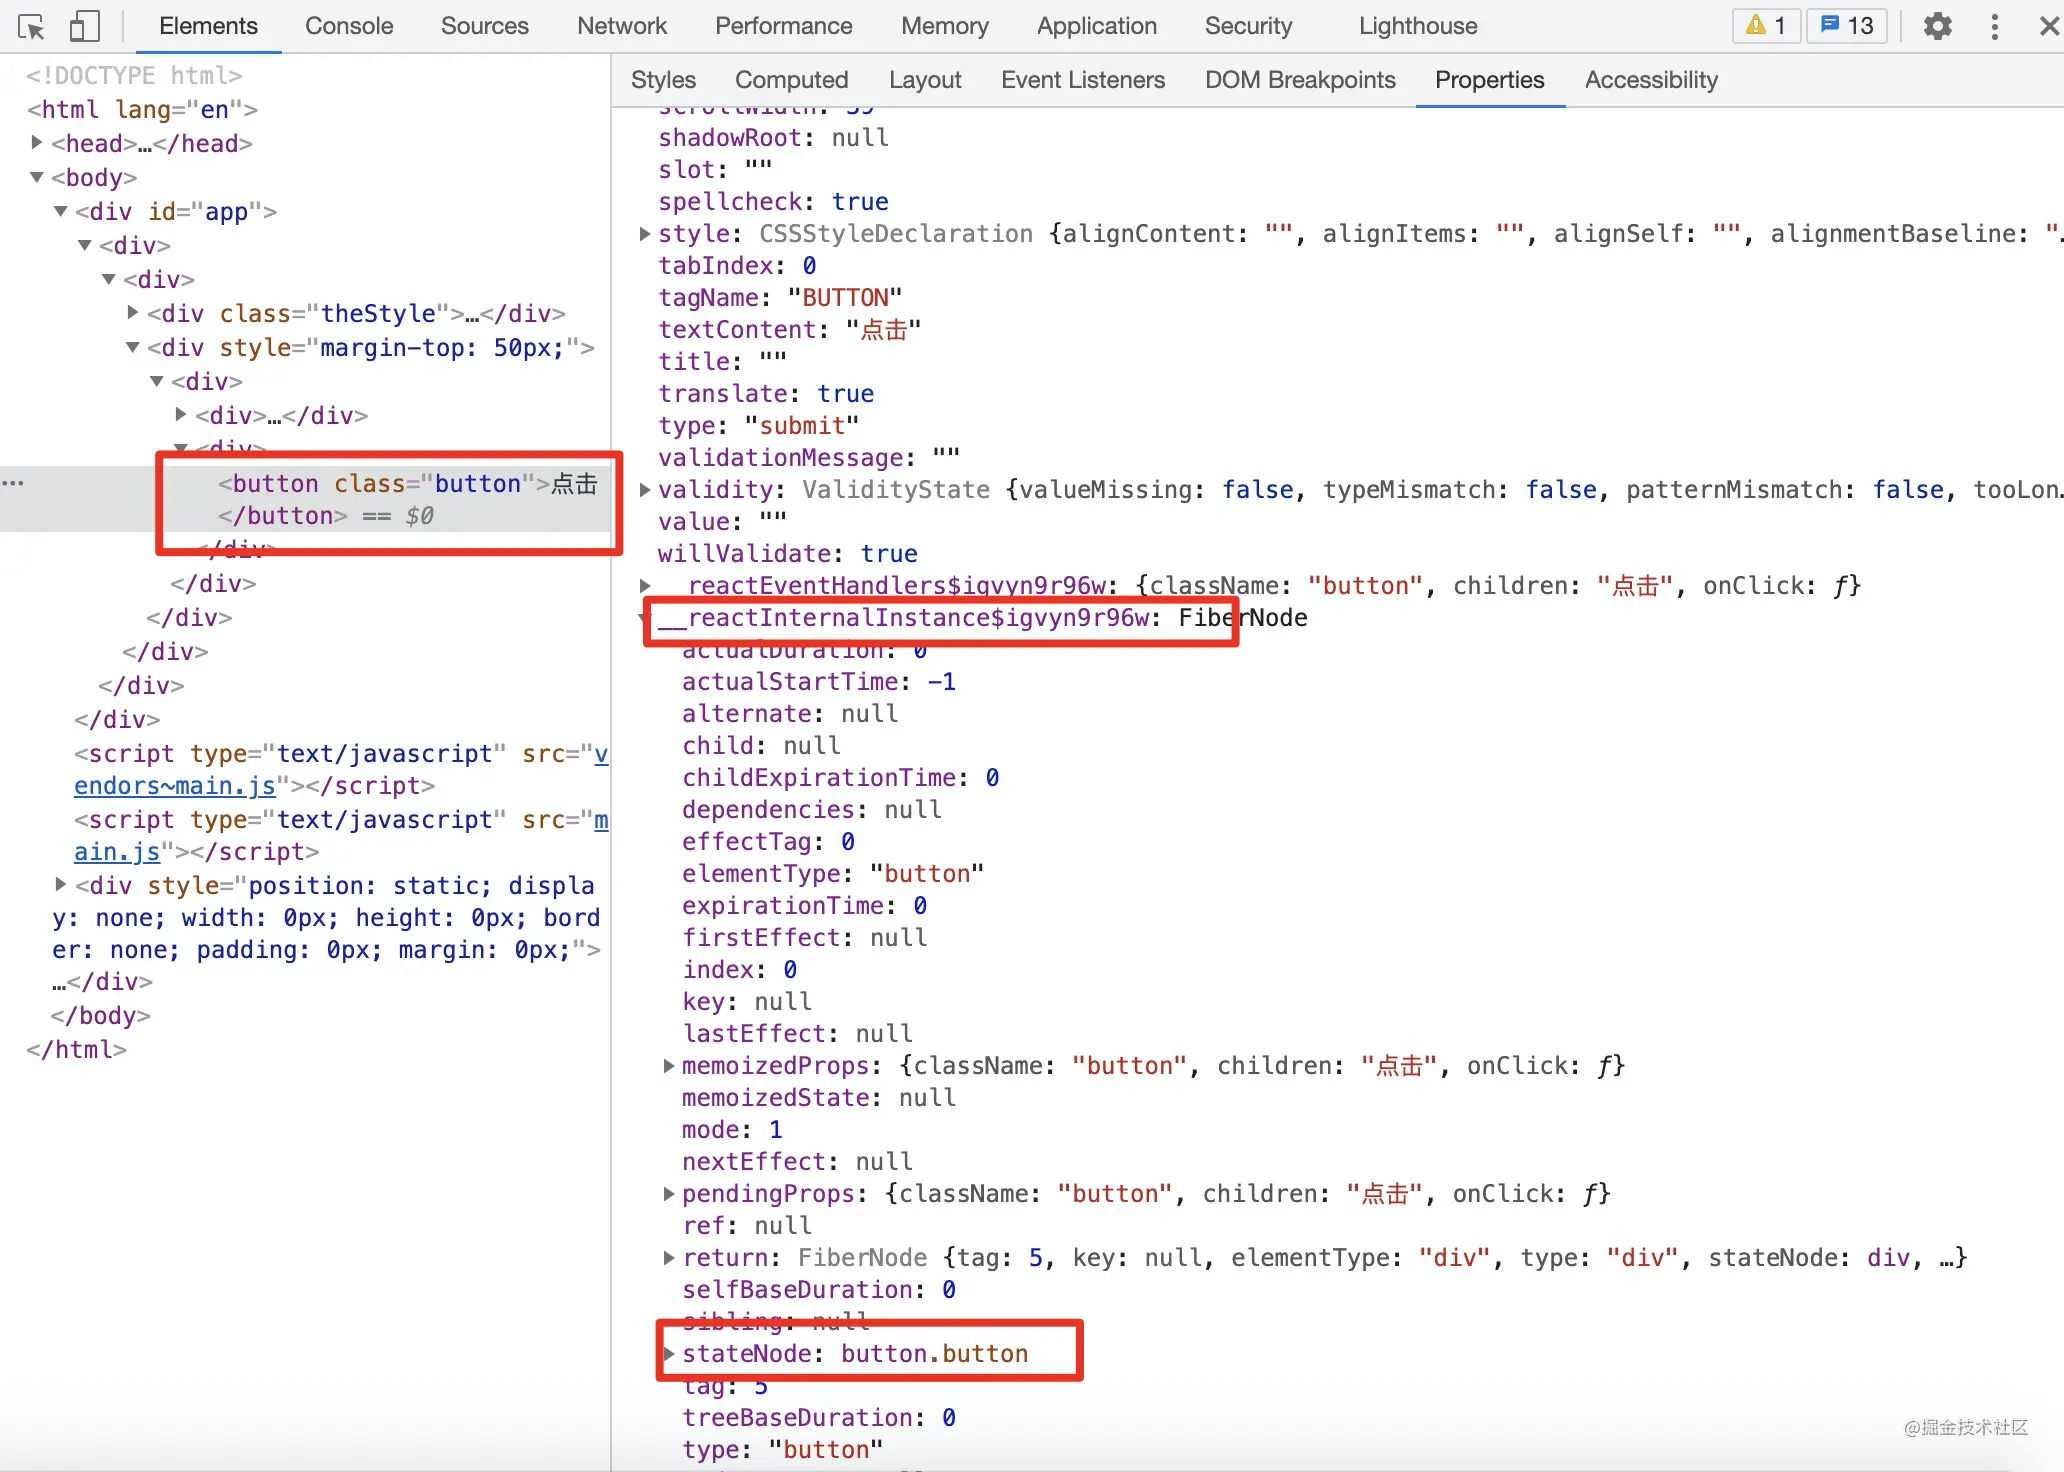 Elements Console Sources Network Performance Memory Application Security Lighthouse 1 13
<!DOCTYPE html>
<html lang="en">
<head>…</head>
<body>
<div id="app">
<div>
<div>
<div class="theStyle">…</div>
<div style="margin-top: 50px;">
<div>
<div>…</div>
<div>
<button class="button">点击
</button> == $0
</div>
</div>
</div>
</div>
</div>
</div>
<script type="text/javascript" src="v
endors~main.js"></script>
<script type="text/javascript" src="m
ain.js"></script>
<div style="position: static; displa
y: none; width: 0px; height: 0px; bord
er: none; padding: 0px; margin: 0px;">
…</div>
</body>
</html>
Styles Computed Layout Event Listeners DOM Breakpoints Properties Accessibility
scrollWidth: 39
shadowRoot: null
slot: ""
spellcheck: true
style: CSSStyleDeclaration {alignContent: "", alignItems: "", alignSelf: "", alignmentBaseline: "…
tabIndex: 0
tagName: "BUTTON"
textContent: "点击"
title: ""
translate: true
type: "submit"
validationMessage: ""
validity: ValidityState {valueMissing: false, typeMismatch: false, patternMismatch: false, tooLon…
value: ""
willValidate: true
__reactEventHandlers$igvyn9r96w: {className: "button", children: "点击", onClick: ƒ}
__reactInternalInstance$igvyn9r96w: FiberNode
actualDuration: 0
actualStartTime: -1
alternate: null
child: null
childExpirationTime: 0
dependencies: null
effectTag: 0
elementType: "button"
expirationTime: 0
firstEffect: null
index: 0
key: null
lastEffect: null
memoizedProps: {className: "button", children: "点击", onClick: ƒ}
memoizedState: null
mode: 1
nextEffect: null
pendingProps: {className: "button", children: "点击", onClick: ƒ}
ref: null
return: FiberNode {tag: 5, key: null, elementType: "div", type: "div", stateNode: div, …}
selfBaseDuration: 0
sibling: null
stateNode: button.button
tag: 5
treeBaseDuration: 0
type: "button"
@掘金技术社区